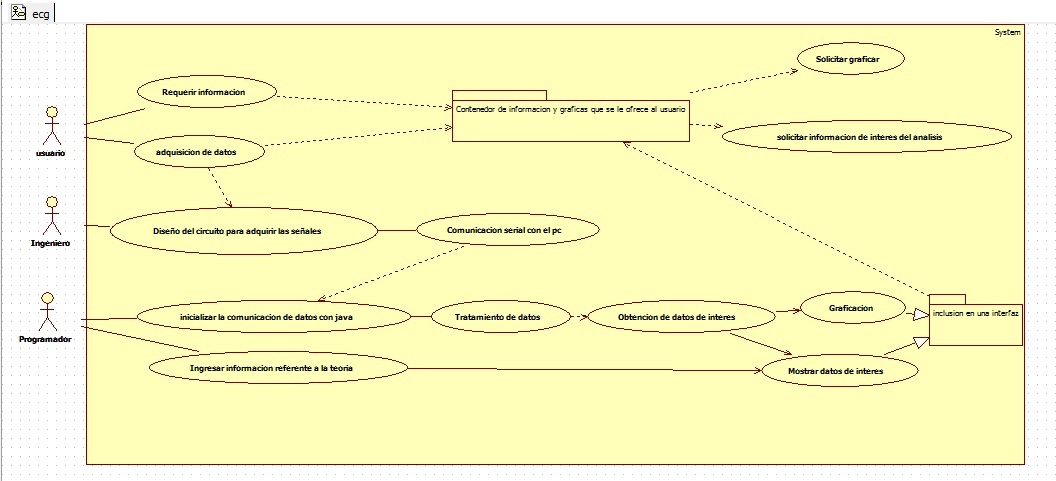 ecg
System
Solicitar graficar
Requerir informacion
Contenedor de informacion y graficas que se le ofrece al usuario
solicitar informacion de interes del analisis
usuario
adquisicion de datos
Ingeniero
Diseño del circuito para adquirir las señales
Comunicacion serial con el pc
Programador
inicializar la comunicacion de datos con java
Tratamiento de datos
Obtencion de datos de interes
Graficacion
inclusion en una interfaz
Ingresar informacion referente a la teoria
Mostrar datos de interes